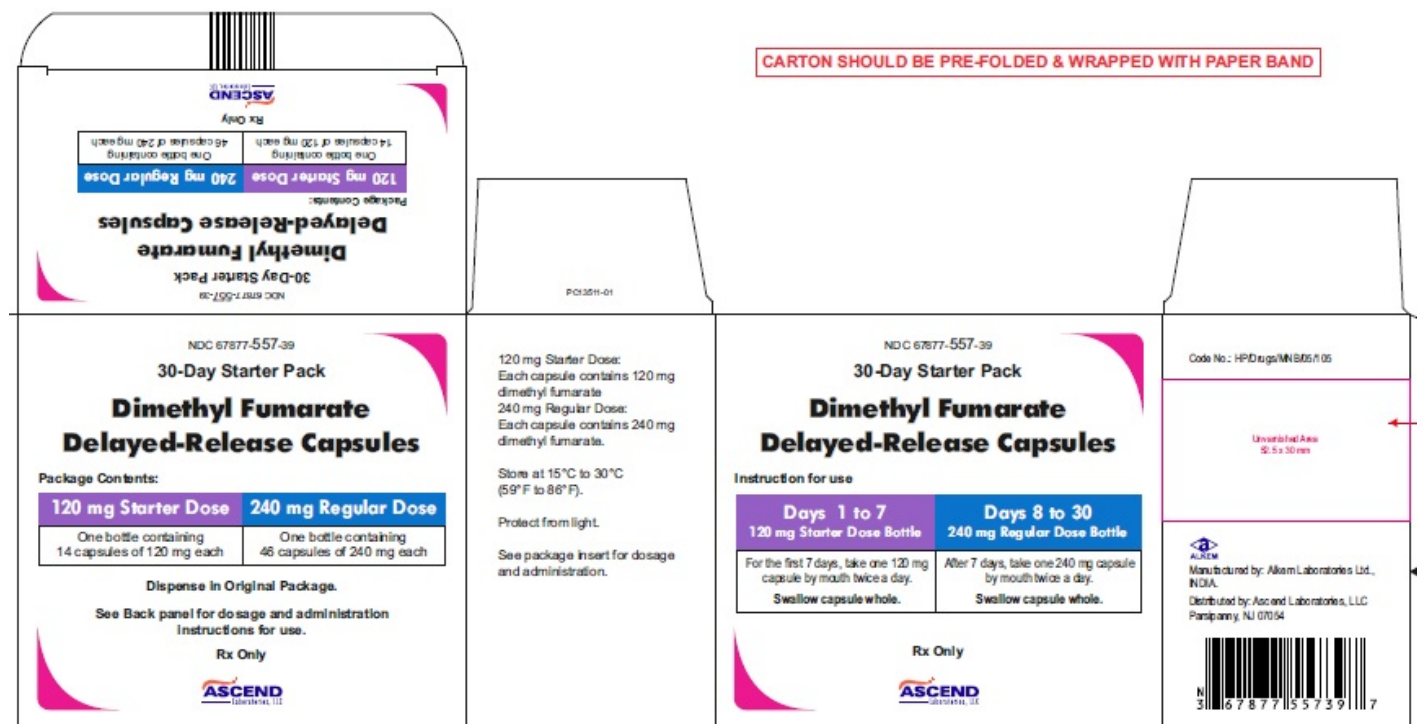 CARTON SHOULD BE PRE-FOLDED & WRAPPED WITH PAPER BAND
NDC 67877-557-39
30-Day Starter Pack
Dimethyl Fumarate
Delayed-Release Capsules
Package Contents:
120 mg Starter Dose
One bottle containing
14 capsules of 120 mg each
240 mg Regular Dose
One bottle containing
46 capsules of 240 mg each
Rx Only
ASCEND
Laboratories, LLC
PC13511-01
NDC 67877-557-39
30-Day Starter Pack
Dimethyl Fumarate
Delayed-Release Capsules
Package Contents:
120 mg Starter Dose
One bottle containing
14 capsules of 120 mg each
240 mg Regular Dose
One bottle containing
46 capsules of 240 mg each
Dispense in Original Package.
See Back panel for dosage and administration
Instructions for use.
Rx Only
ASCEND
Laboratories, LLC
120 mg Starter Dose:
Each capsule contains 120 mg
dimethyl fumarate
240 mg Regular Dose:
Each capsule contains 240 mg
dimethyl fumarate.
Store at 15°C to 30°C
(59°F to 86°F).
Protect from light.
See package insert for dosage
and administration.
NDC 67877-557-39
30-Day Starter Pack
Dimethyl Fumarate
Delayed-Release Capsules
Instruction for use
Days 1 to 7
120 mg Starter Dose Bottle
For the first 7 days, take one 120 mg
capsule by mouth twice a day.
Swallow capsule whole.
Days 8 to 30
240 mg Regular Dose Bottle
After 7 days, take one 240 mg capsule
by mouth twice a day.
Swallow capsule whole.
Rx Only
ASCEND
Laboratories, LLC
Code No.: HP/Drugs/MNB/05/105
Unvarnished Area
52.5 x 30 mm
a
ALKEM
Manufactured by: Alkem Laboratories Ltd.,
INDIA.
Distributed by: Ascend Laboratories, LLC
Parsippany, NJ 07054
N
3 67877 55739 7